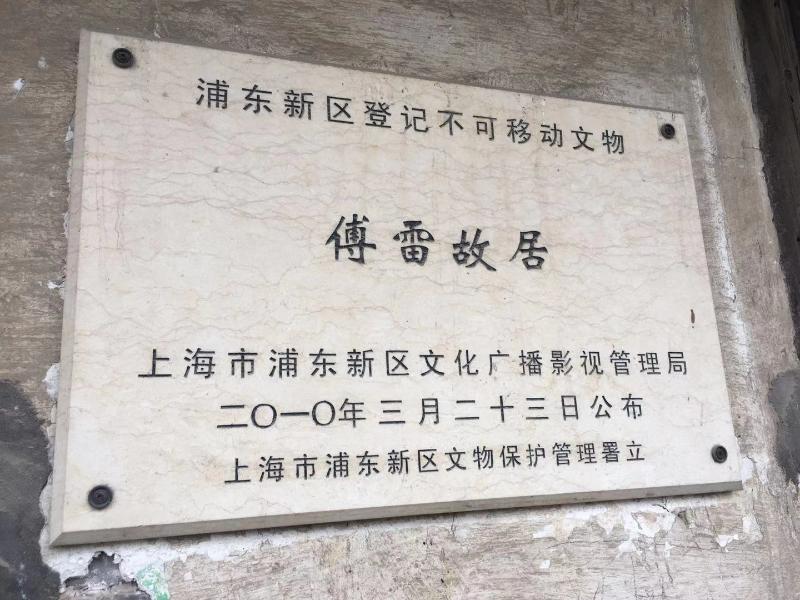 浦东新区登记不可移动文物
傅雷故居
上海市浦东新区文化广播影视管理局
二〇一〇年三月二十三日公布
上海市浦东新区文物保护管理署立